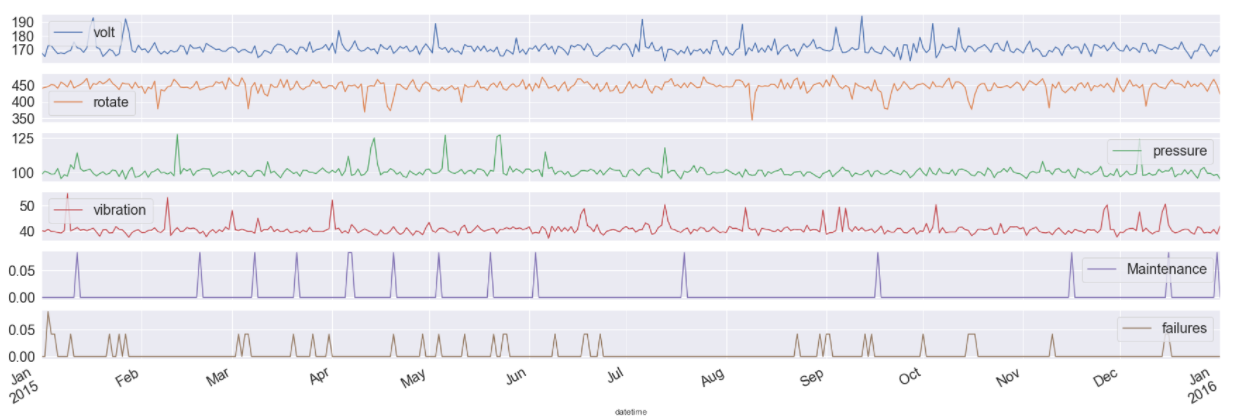 190
180
170
volt
450
400
350
rotate
125
100
pressure
50
40
vibration
0.05
0.00
Maintenance
0.05
0.00
failures
Jan
2015
Feb
Mar
Apr
May
Jun
Jul
Aug
Sep
Oct
Nov
Dec
Jan
2016
datetime